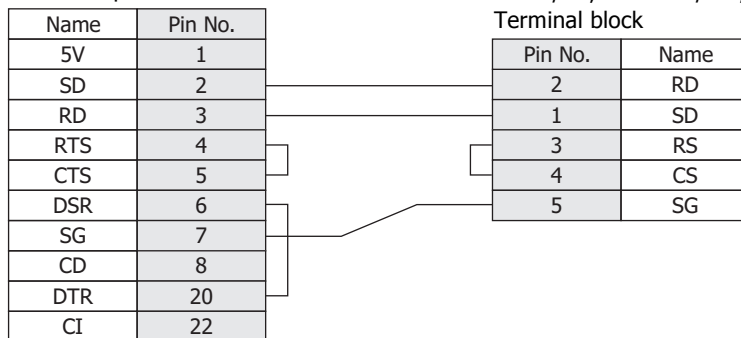 Terminal block
Name Pin No.
5V 1
SD 2
RD 3
RTS 4
CTS 5
DSR 6
SG 7
CD 8
DTR 20
CI 22
Pin No. Name
2 RD
1 SD
3 RS
4 CS
5 SG